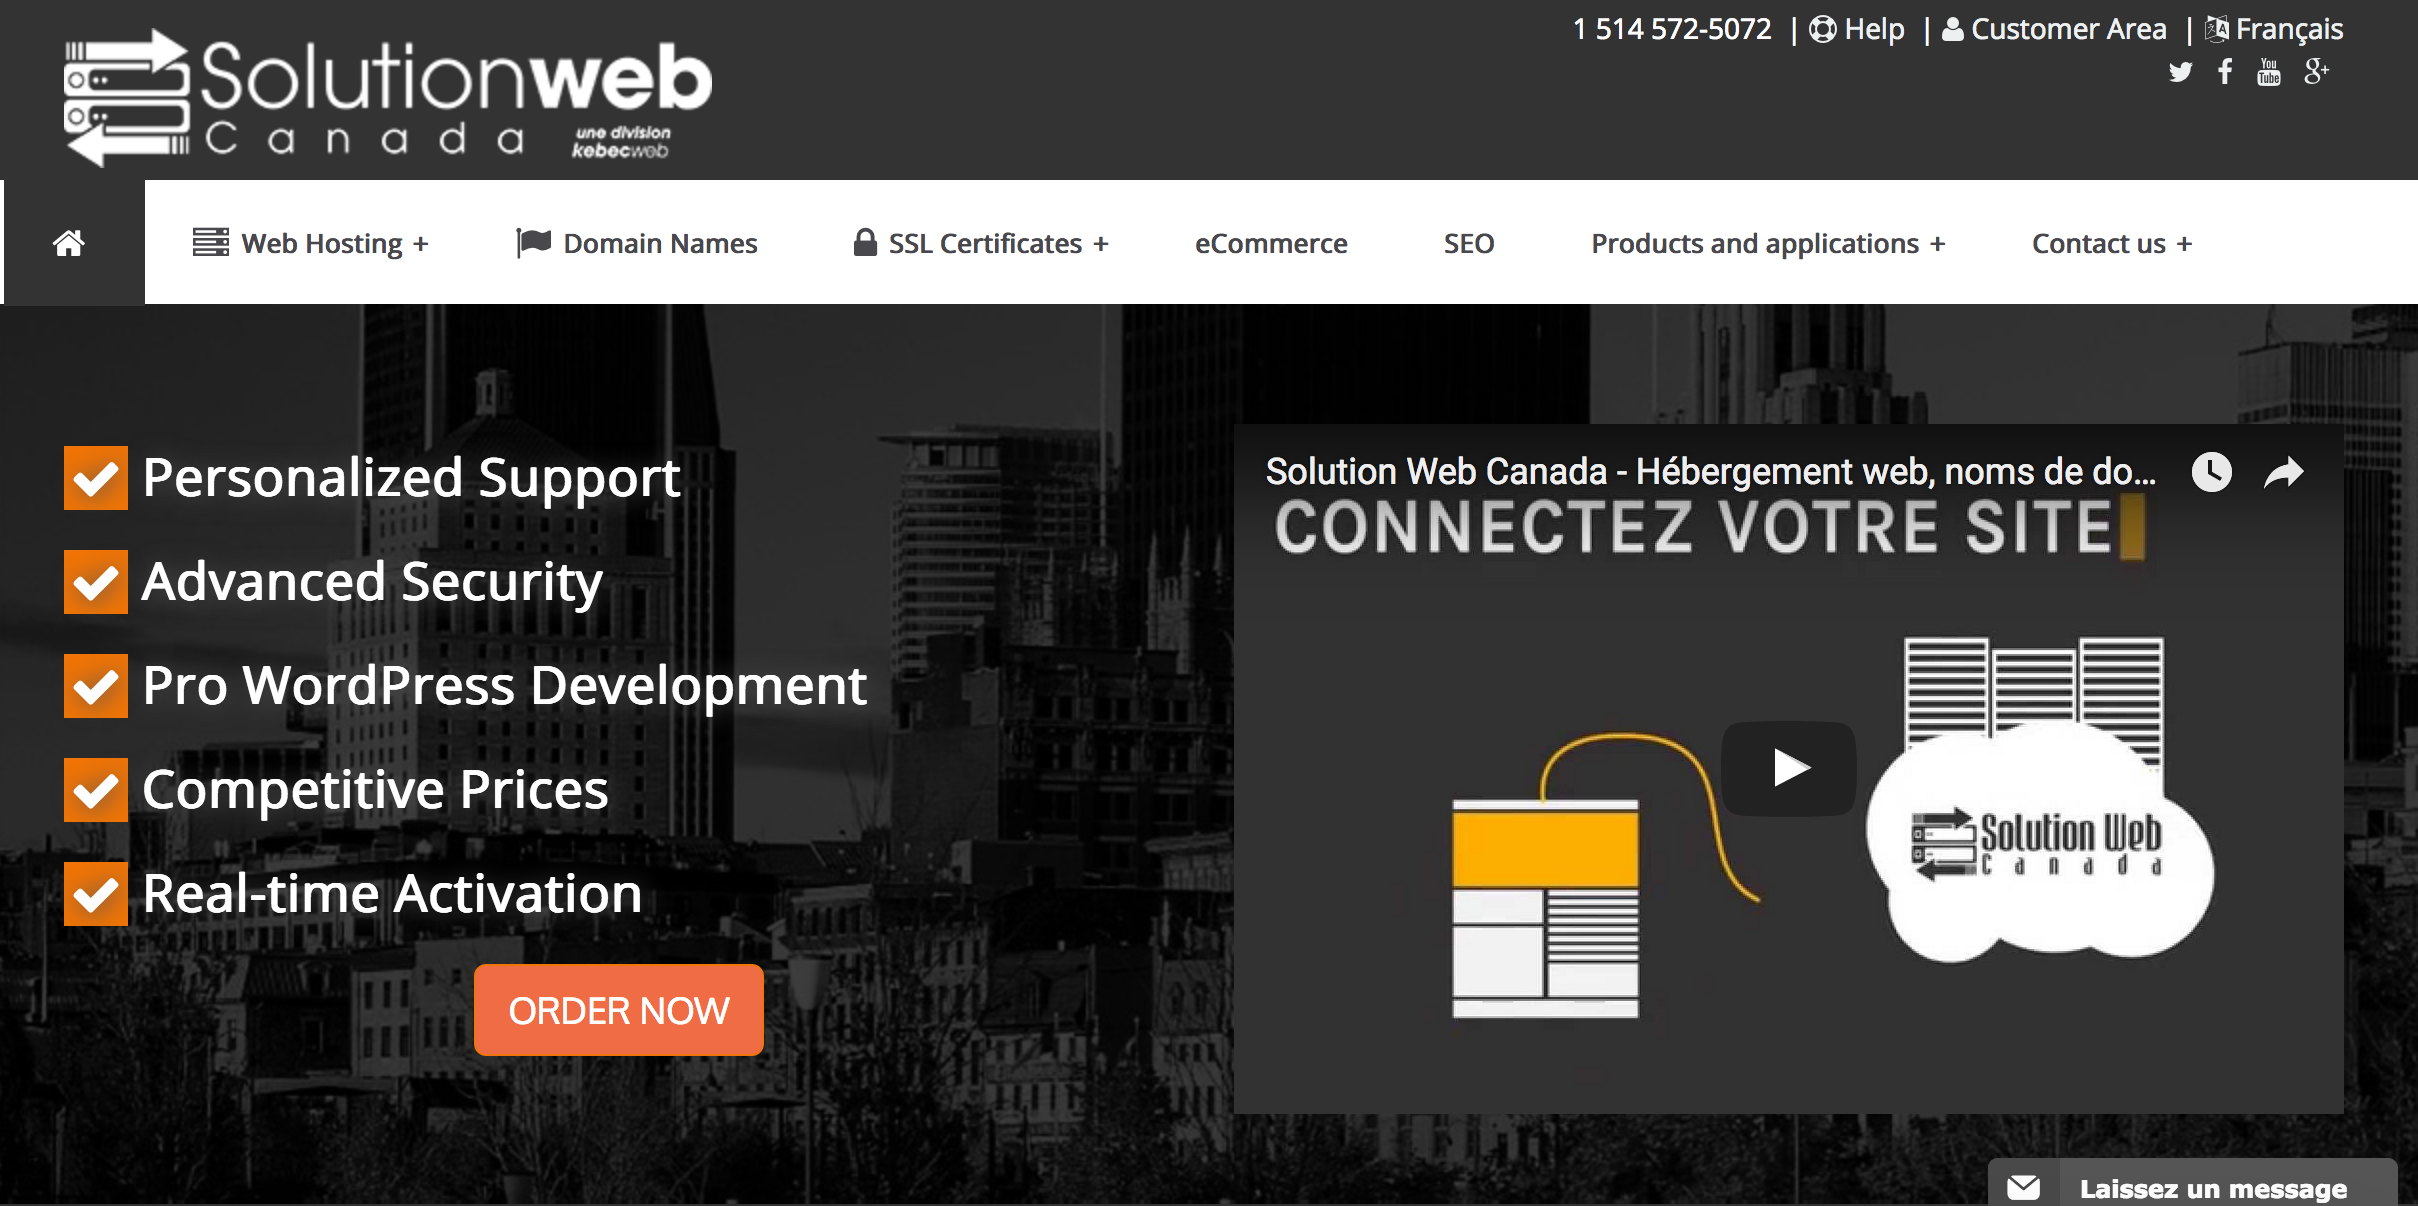 1 514 572-5072 | Help | Customer Area | Français
You Tube g+
Solutionweb
Canada
une division
kebecweb
Web Hosting + Domain Names SSL Certificates + eCommerce SEO Products and applications + Contact us +
Personalized Support
Advanced Security
Pro WordPress Development
Competitive Prices
Real-time Activation
ORDER NOW
Solution Web Canada - Hébergement web, noms de do...
CONNECTEZ VOTRE SITE
Solution Web
Canada
Laissez un message